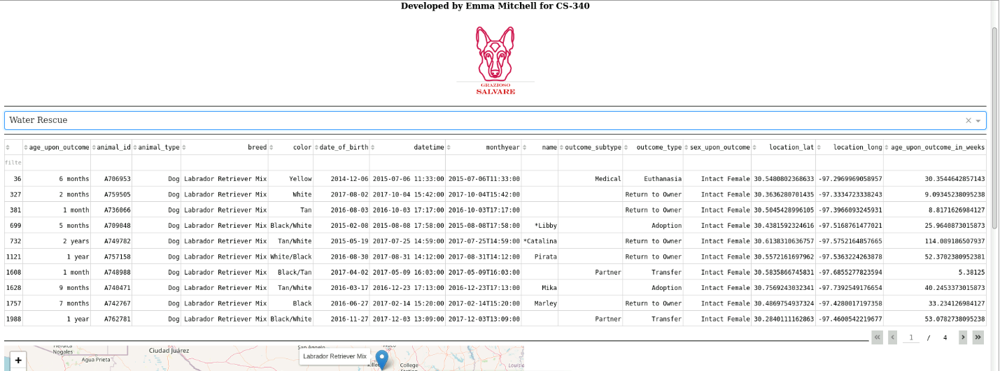 Developed by Emma Mitchell for CS-340
GRAZIOSO
SALVARE
Water Rescue
age_upon_outcome animal_id animal_type breed color date_of_birth datetime monthyear name outcome_subtype outcome_type sex_upon_outcome location_lat location_long age_upon_outcome_in_weeks
filte
36 6 months A706953 Dog Labrador Retriever Mix Yellow 2014-12-06 2015-07-06 11:33:00 2015-07-06T11:33:00 Medical Euthanasia Intact Female 30.5480802368633 -97.2969969058957 30.3544642857143
327 2 months A759505 Dog Labrador Retriever Mix White 2017-08-02 2017-10-04 15:42:00 2017-10-04T15:42:00 Return to Owner Intact Female 30.3636280701435 -97.3334723338243 9.09345238095238
381 1 month A736066 Dog Labrador Retriever Mix Tan 2016-08-03 2016-10-03 17:17:00 2016-10-03T17:17:00 Return to Owner Intact Female 30.5045428996105 -97.3966093245931 8.8171626984127
699 5 months A709048 Dog Labrador Retriever Mix Black/White 2015-02-08 2015-08-08 17:58:00 2015-08-08T17:58:00 *Libby Adoption Intact Female 30.4381592324616 -97.5168761477021 25.9640873015873
732 2 years A749782 Dog Labrador Retriever Mix Tan/White 2015-05-19 2017-07-25 14:59:00 2017-07-25T14:59:00 *Catalina Return to Owner Intact Female 30.6138310636757 -97.5752164857665 114.089186507937
1121 1 year A757158 Dog Labrador Retriever Mix White/Black 2016-08-30 2017-08-31 14:12:00 2017-08-31T14:12:00 Pirata Return to Owner Intact Female 30.5572161697962 -97.5363224263878 52.3702380952381
1608 1 month A748988 Dog Labrador Retriever Mix Black/Tan 2017-04-02 2017-05-09 16:03:00 2017-05-09T16:03:00 Partner Transfer Intact Female 30.5835866745831 -97.6855277823594 5.38125
1628 9 months A740471 Dog Labrador Retriever Mix Tan/White 2016-03-17 2016-12-23 17:13:00 2016-12-23T17:13:00 Mika Adoption Intact Female 30.7569243032341 -97.7392549176654 40.2453373015873
1757 7 months A742767 Dog Labrador Retriever Mix Black 2016-06-27 2017-02-14 15:20:00 2017-02-14T15:20:00 Marley Return to Owner Intact Female 30.4869754937324 -97.4280017197358 33.234126984127
1988 1 year A762781 Dog Labrador Retriever Mix Black/White 2016-11-27 2017-12-03 13:09:00 2017-12-03T13:09:00 Partner Transfer Intact Female 30.2840111162863 -97.4600542219677 53.0782738095238
1 / 4
Nogales
Agua Prieta
Ciudad Juárez
San Angelo
Labrador Retriever Mix
College
+